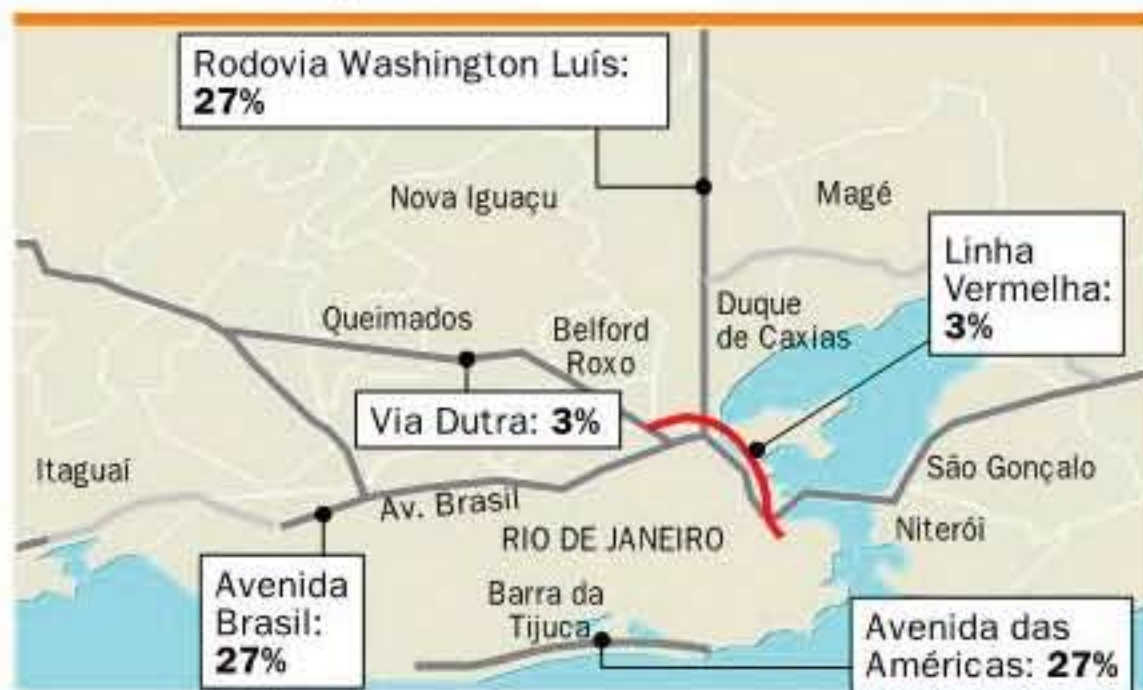 Rodovia Washington Luís:
27%
Nova Iguaçu
Magé
Linha
Vermelha:
3%
Queimados
Belford
Roxo
Duque
de Caxias
Via Dutra: 3%
Itaguaí
Av. Brasil
São Gonçalo
RIO DE JANEIRO
Niterói
Avenida
Brasil:
27%
Barra da
Tijuca
Avenida das
Américas: 27%